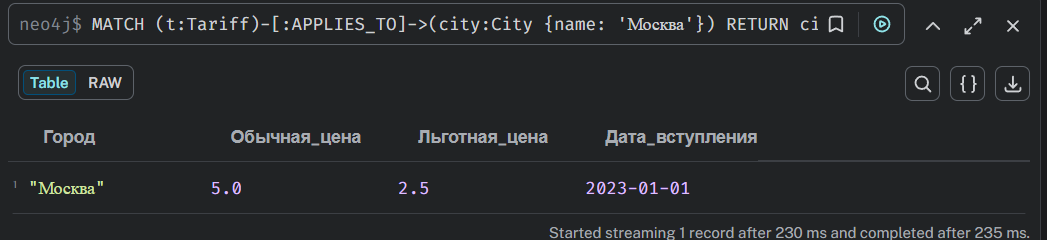 neo4j$ MATCH (t:Tariff)-[:APPLIES_TO]->(city:City {name: 'Москва'}) RETURN ci
Table RAW
Город Обычная_цена Льготная_цена Дата_вступления
1 "Москва" 5.0 2.5 2023-01-01
Started streaming 1 record after 230 ms and completed after 235 ms.